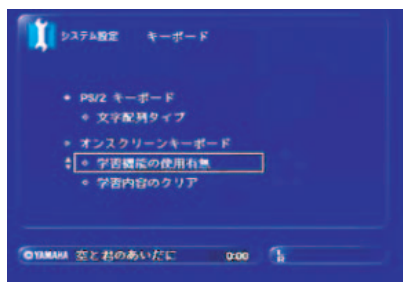 システム設定 キーボード
PS/2 キーボード
文字配列タイプ
オンスクリーンキーボード
学習機能の使用有無
学習内容のクリア
YAMAHA 空と君のあいだに 0:00